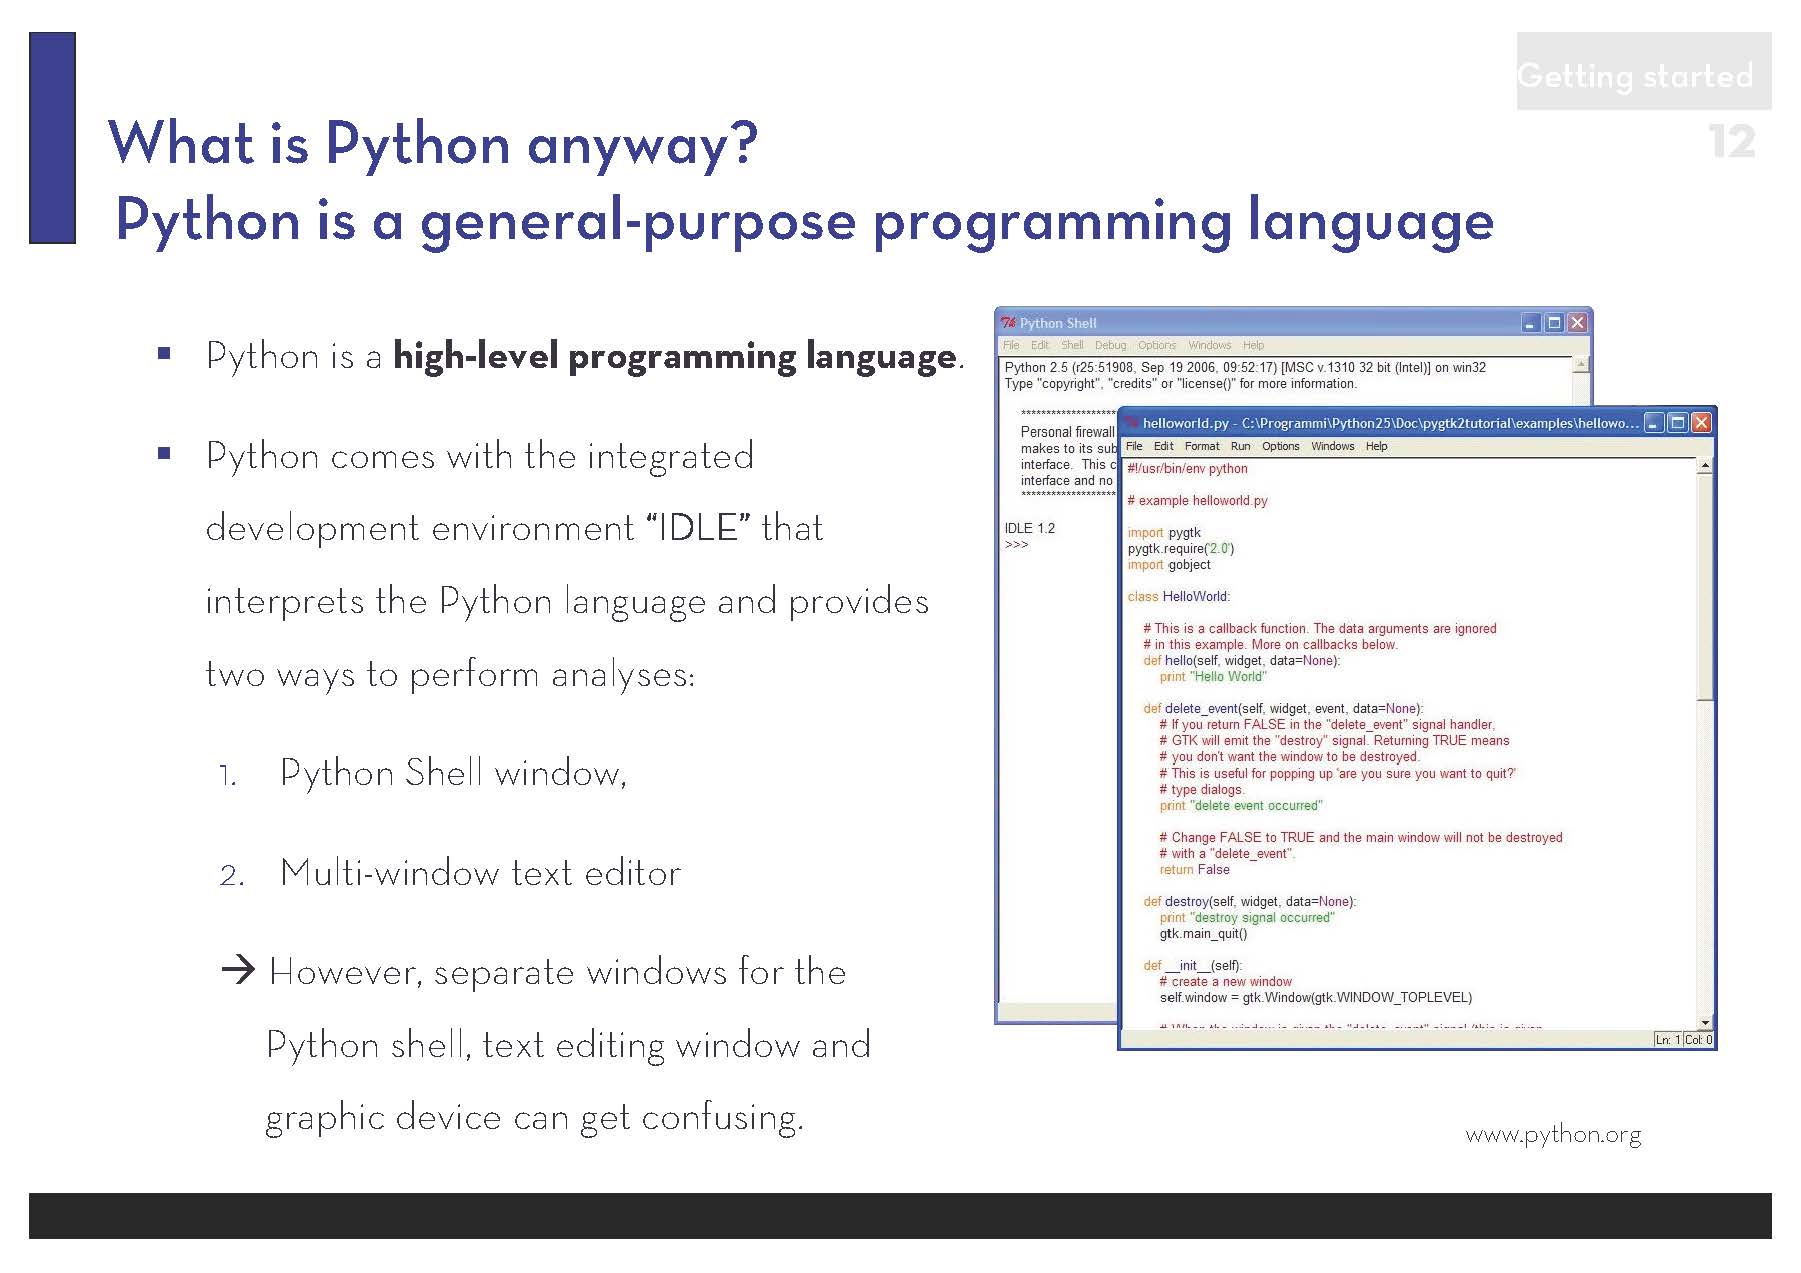 Getting started
12
What is Python anyway?
Python is a general-purpose programming language
▪ Python is a high-level programming language.
▪ Python comes with the integrated
development environment “IDLE” that
interprets the Python language and provides
two ways to perform analyses:
1. Python Shell window,
2. Multi-window text editor
→ However, separate windows for the
Python shell, text editing window and
graphic device can get confusing.
Python Shell
File Edit Shell Debug Options Windows Help
Python 2.5 (r25:51908, Sep 19 2006, 09:52:17) [MSC v.1310 32 bit (Intel)] on win32
Type "copyright", "credits" or "license()" for more information.
Personal firewall
makes to its sub
interface. This c
interface and no
IDLE 1.2
>>>
helloworld.py - C:\Programmi\Python25\Doc\pygtk2tutorial\examples\hellowo...
File Edit Format Run Options Windows Help
#!/usr/bin/env python
# example helloworld.py
import pygtk
pygtk.require('2.0')
import gobject
class HelloWorld:
# This is a callback function. The data arguments are ignored
# in this example. More on callbacks below.
def hello(self, widget, data=None):
print "Hello World"
def delete_event(self, widget, event, data=None):
# If you return FALSE in the "delete_event" signal handler,
# GTK will emit the "destroy" signal. Returning TRUE means
# you don't want the window to be destroyed.
# This is useful for popping up 'are you sure you want to quit?'
# type dialogs.
print "delete event occurred"
# Change FALSE to TRUE and the main window will not be destroyed
# with a "delete_event".
return False
def destroy(self, widget, data=None):
print "destroy signal occurred"
gtk.main_quit()
def __init__(self):
# create a new window
self.window = gtk.Window(gtk.WINDOW_TOPLEVEL)
# When the window is given the "delete_event" signal (this is given
Ln: 1 Col: 0
www.python.org